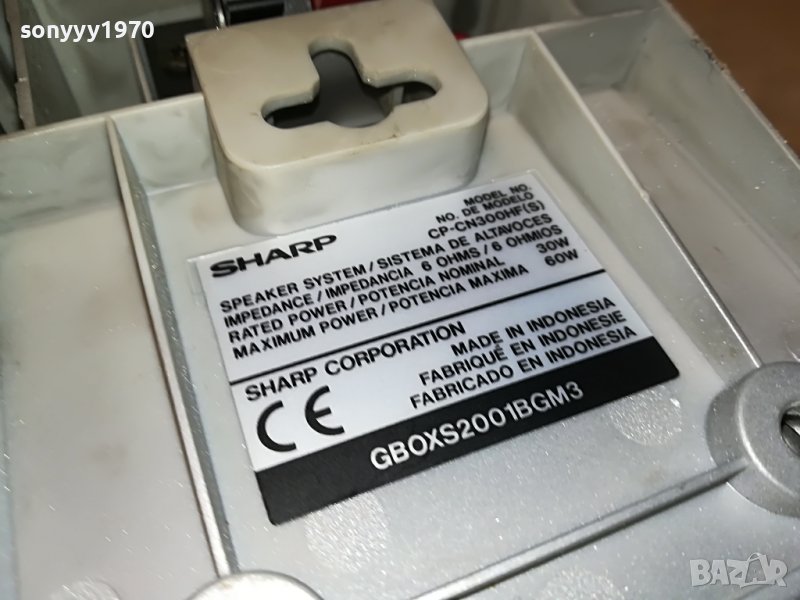 sonyyy1970
SHARP
MODEL NO.
NO. DE MODELO
CP-CN300HF(S)
SPEAKER SYSTEM/SISTEMA DE ALTAVOCES
IMPEDANCE/IMPEDANCIA 6 OHMS/6 OHMIOS
RATED POWER/POTENCIA NOMINAL 30W
MAXIMUM POWER/POTENCIA MAXIMA 60W
SHARP CORPORATION
MADE IN INDONESIA
FABRIQUÉ EN INDONESIE
FABRICADO EN INDONESIA
CE
GBOXS2001BGM3
BAZAR